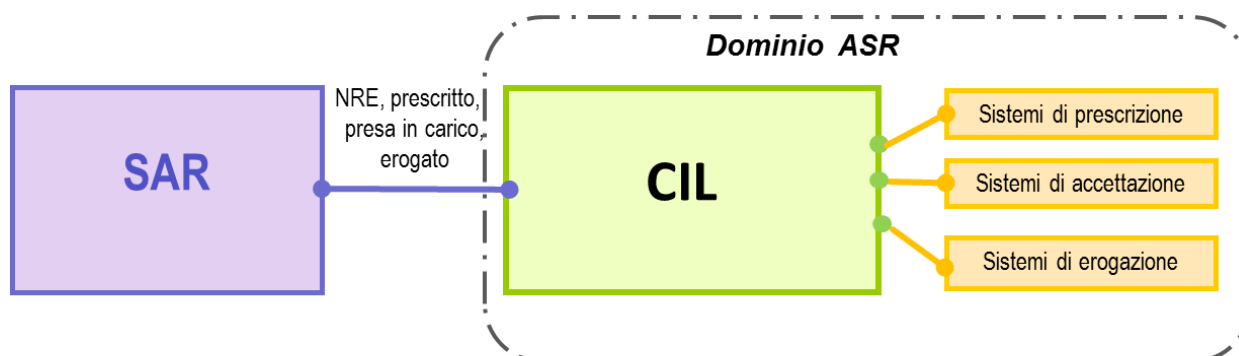 Dominio ASR
SAR
NRE, prescritto,
presa in carico,
erogato
CIL
Sistemi di prescrizione
Sistemi di accettazione
Sistemi di erogazione